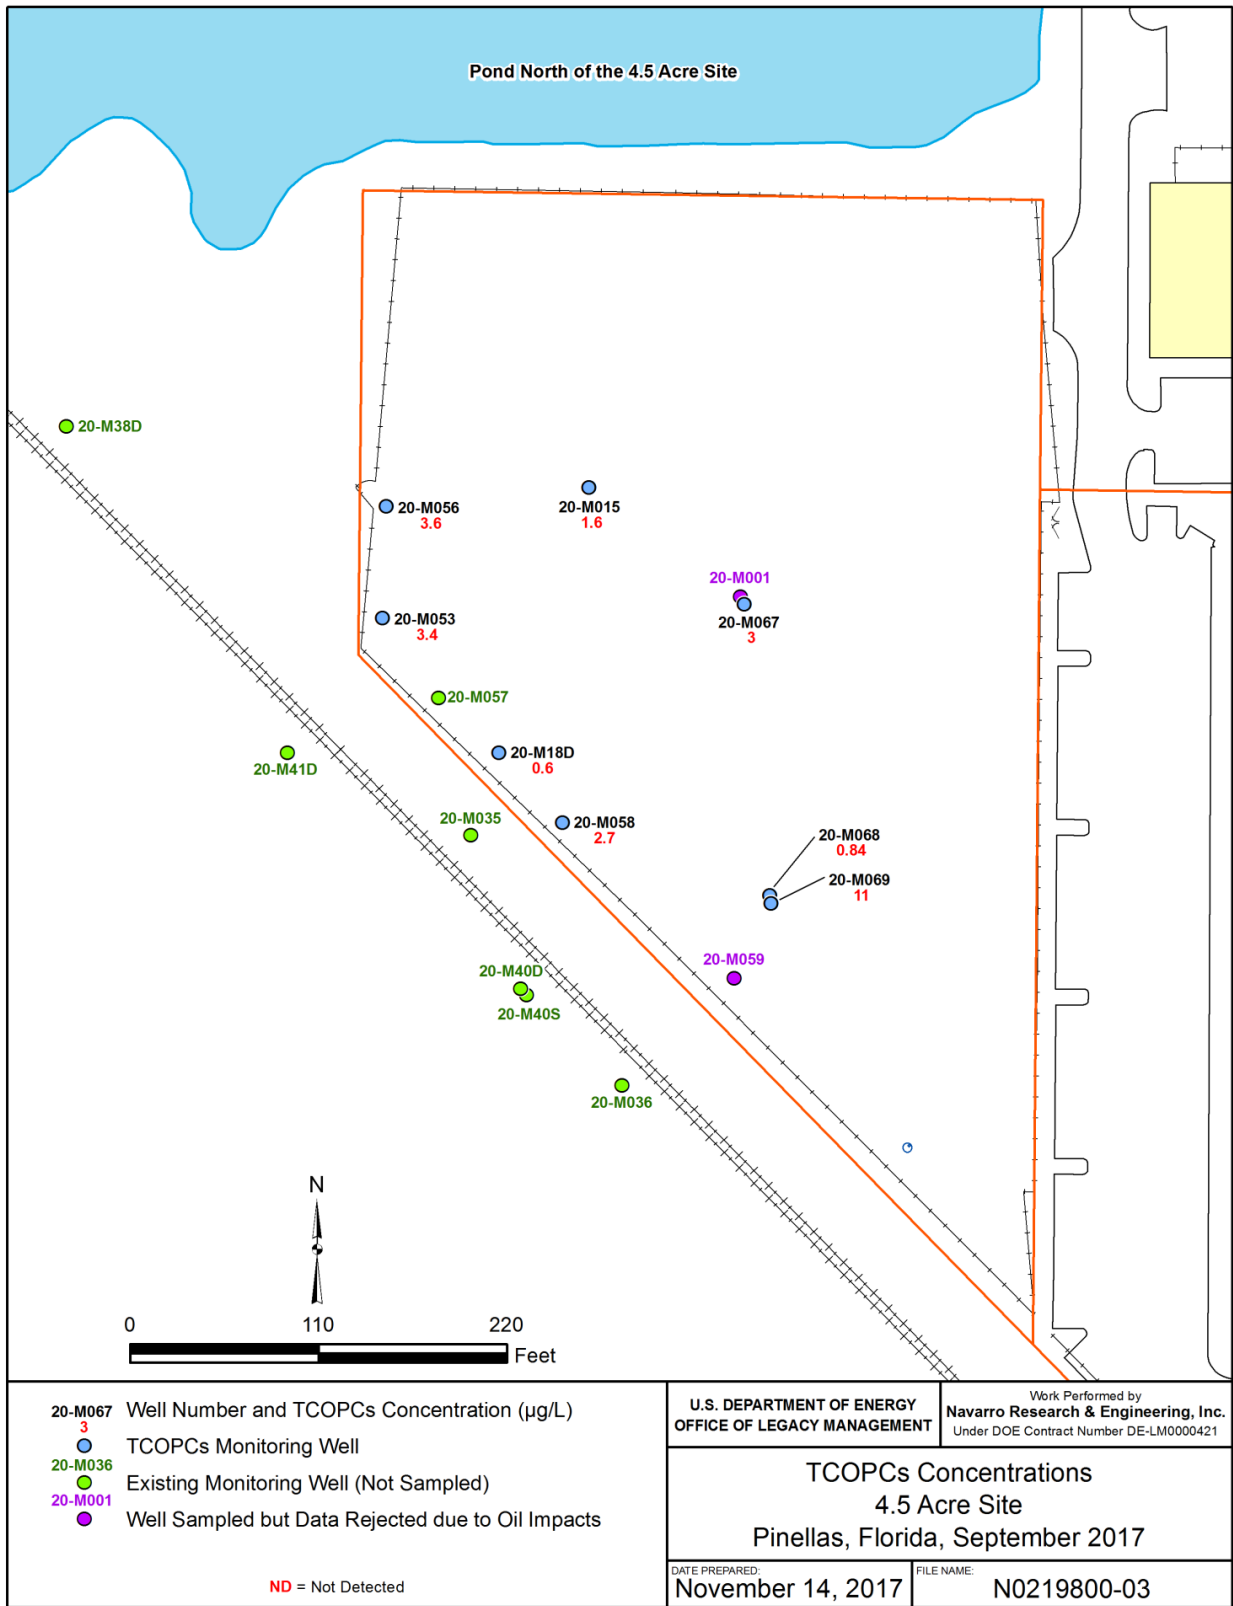 Pond North of the 4.5 Acre Site
20-M38D
20-M056
3.6
20-M015
1.6
20-M001
20-M067
3
20-M053
3.4
20-M057
20-M18D
0.6
20-M41D
20-M035
20-M058
2.7
20-M068
0.84
20-M069
11
20-M059
20-M40D
20-M40S
20-M036
N
0 110 220
Feet
20-M067 Well Number and TCOPCs Concentration (µg/L)
3
TCOPCs Monitoring Well
20-M036
Existing Monitoring Well (Not Sampled)
20-M001
Well Sampled but Data Rejected due to Oil Impacts
ND = Not Detected
U.S. DEPARTMENT OF ENERGY
OFFICE OF LEGACY MANAGEMENT
Work Performed by
Navarro Research & Engineering, Inc.
Under DOE Contract Number DE-LM0000421
TCOPCs Concentrations
4.5 Acre Site
Pinellas, Florida, September 2017
DATE PREPARED:
November 14, 2017
FILE NAME:
N0219800-03